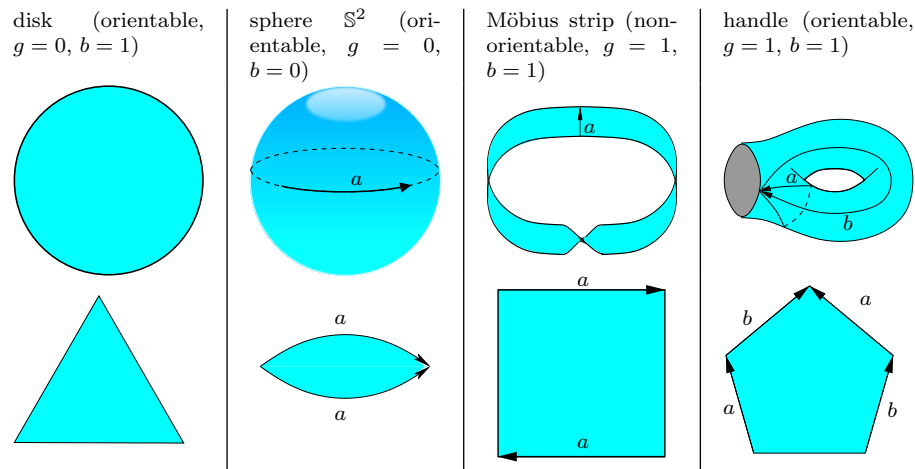 disk (orientable,
g = 0, b = 1)
sphere 𝕊² (ori-
entable, g = 0,
b = 0)
Möbius strip (non-
orientable, g = 1,
b = 1)
handle (orientable,
g = 1, b = 1)
a
a
a
b
a
a
a
b
a
a
b
a